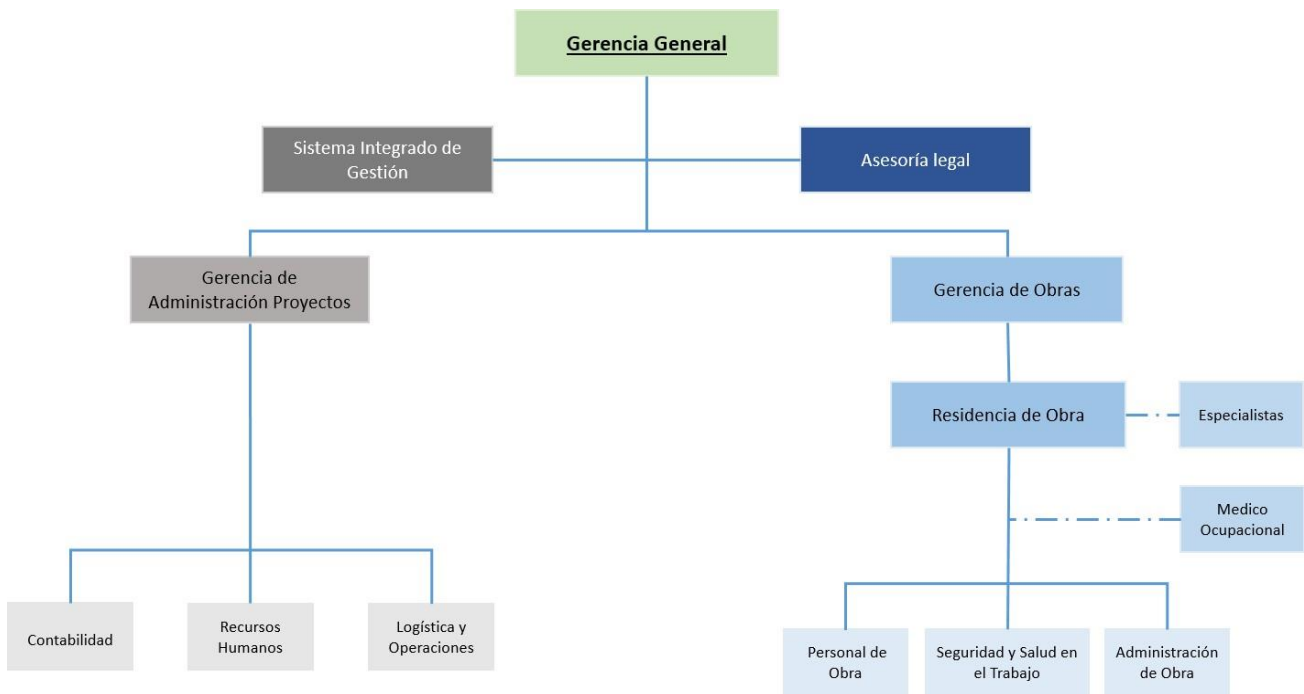 Gerencia General
Sistema Integrado de
Gestión
Asesoría legal
Gerencia de
Administración Proyectos
Gerencia de Obras
Residencia de Obra
Especialistas
Medico
Ocupacional
Contabilidad
Recursos
Humanos
Logística y
Operaciones
Personal de
Obra
Seguridad y Salud en
el Trabajo
Administración
de Obra